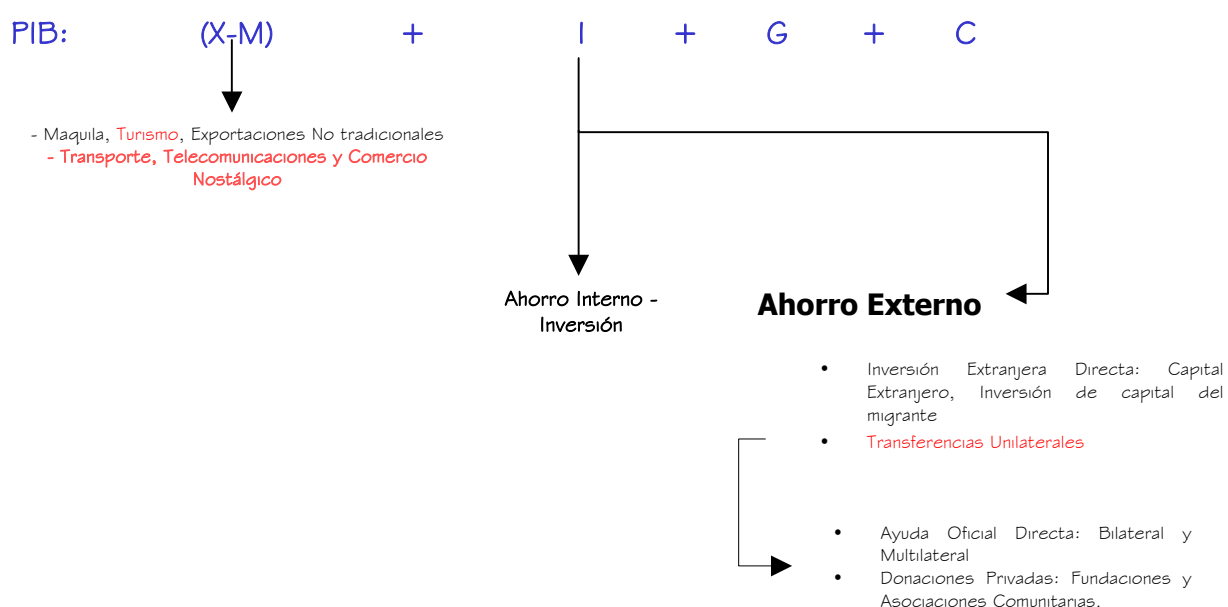 PIB: (X-M) + I + G + C
- Maquila, Turismo, Exportaciones No tradicionales
- Transporte, Telecomunicaciones y Comercio
Nostálgico
Ahorro Interno -
Inversión
Ahorro Externo
• Inversión Extranjera Directa: Capital
Extranjero, Inversión de capital del
migrante
• Transferencias Unilaterales
• Ayuda Oficial Directa: Bilateral y
Multilateral
• Donaciones Privadas: Fundaciones y
Asociaciones Comunitarias.